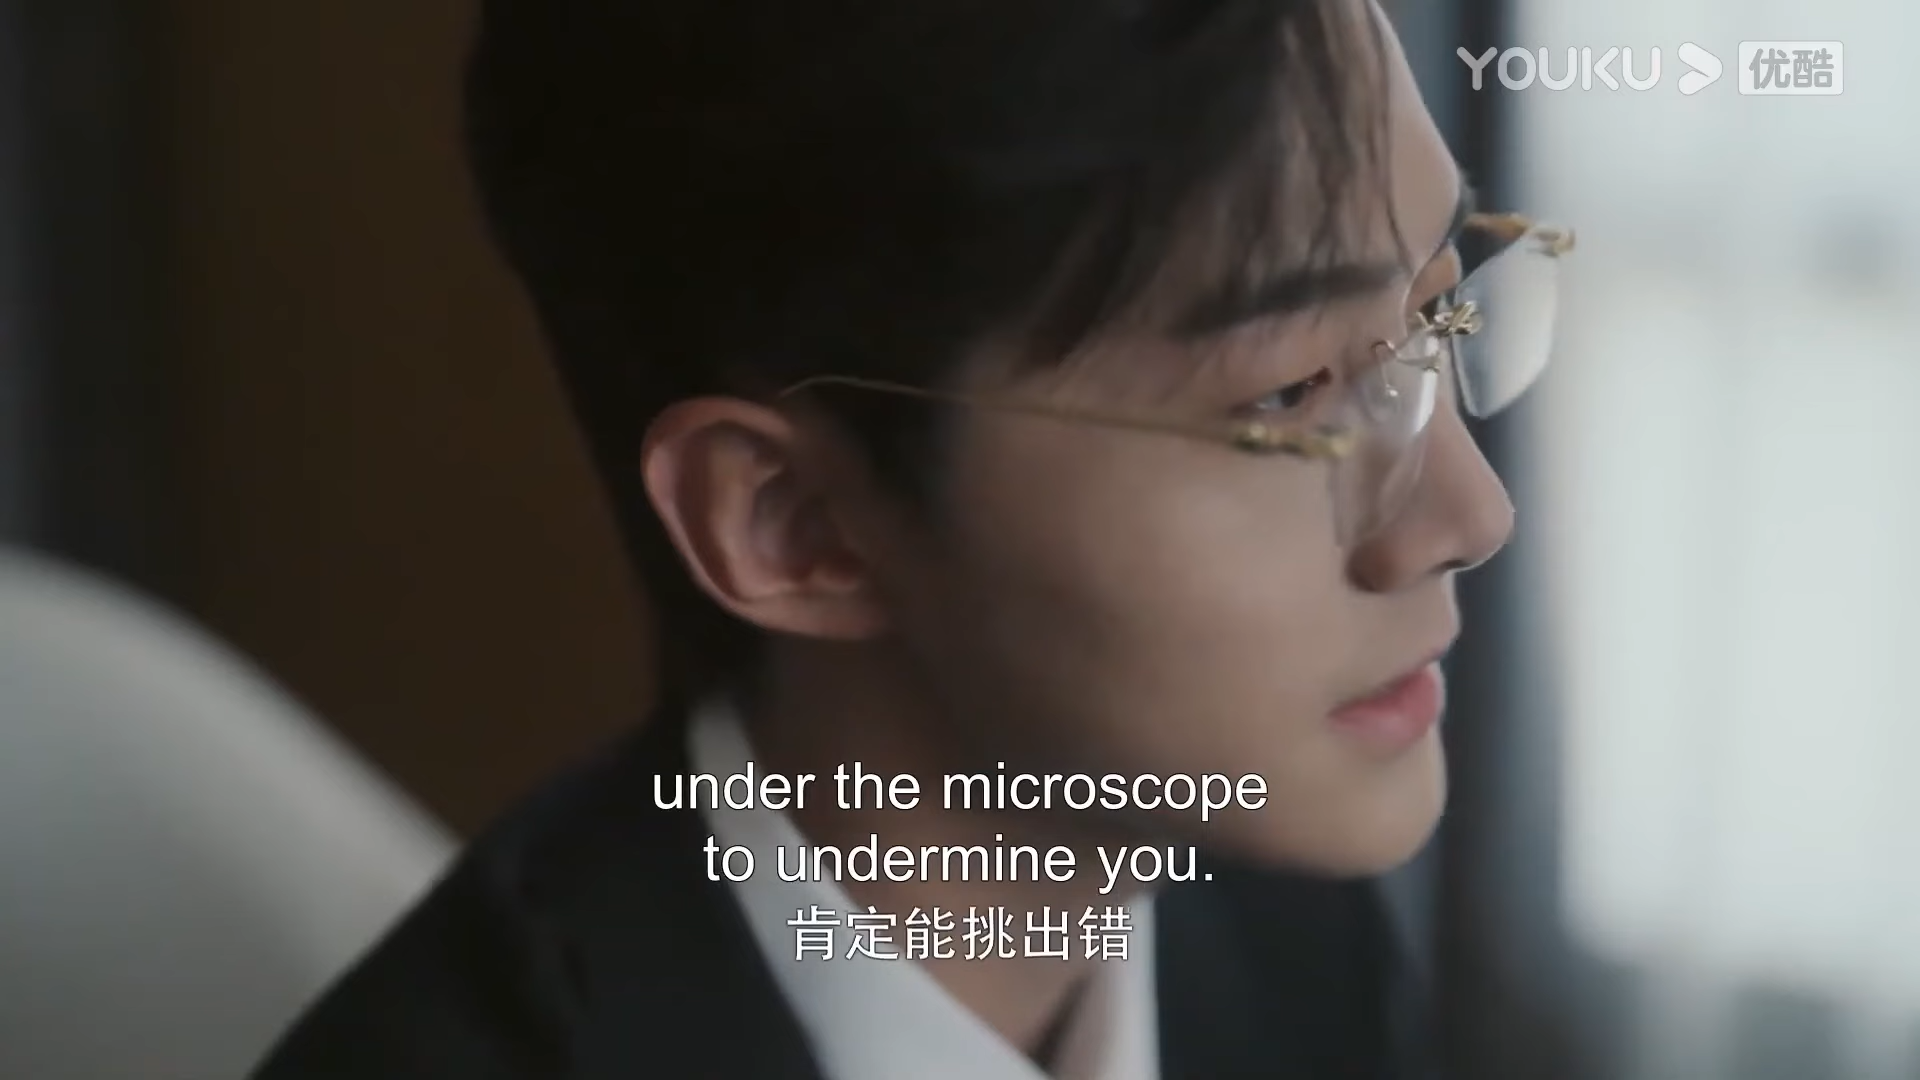 YOUKU 优酷
under the microscope
to undermine you.
肯定能挑出错